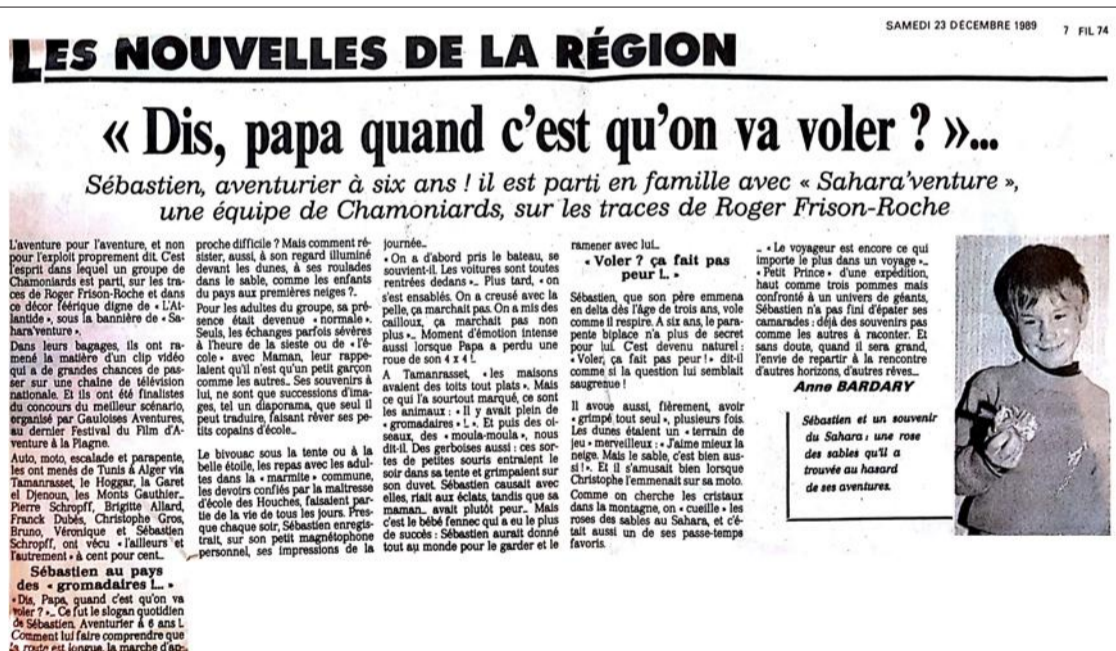 SAMEDI 23 DÉCEMBRE 1989
7 FIL 74
LES NOUVELLES DE LA RÉGION
« Dis, papa quand c'est qu'on va voler ? »...
Sébastien, aventurier à six ans ! il est parti en famille avec « Sahara'venture »,
une équipe de Chamoniards, sur les traces de Roger Frison-Roche
L'aventure pour l'aventure, et non
pour l'exploit proprement dit. C'est
l'esprit dans lequel un groupe de
Chamoniards est parti, sur les tra-
ces de Roger Frison-Roche et dans
ce décor féérique digne de « L'At-
lantide », sous la bannière de « Sa-
hara'venture ».
Dans leurs bagages, ils ont ra-
mené la matière d'un clip vidéo
qui a de grandes chances de pas-
ser sur une chaîne de télévision
nationale. Et ils ont été finalistes
du concours du meilleur scénario,
organisé par Gauloises Aventures,
au dernier Festival du Film d'A-
venture à la Plagne.
Auto, moto, escalade et parapente,
les ont menés de Tunis à Alger via
Tamanrasset, le Hoggar, la Garet
el Djenoun, les Monts Gauthier...
Pierre Schropff, Brigitte Allard,
Franck Dubés, Christophe Gros,
Bruno, Véronique et Sébastien
Schropff, ont vécu « l'ailleurs et
l'autrement » à cent pour cent...
Sébastien au pays
des « gromadaires !... »
« Dis, Papa, quand c'est qu'on va
voler ? »... Ce fut le slogan quotidien
de Sébastien. Aventurier à 6 ans !...
Comment lui faire comprendre que
la route est longue, la marche d'ap-
proche difficile ? Mais comment ré-
sister, aussi, à son regard illuminé
devant les dunes, à ses roulades
dans le sable, comme les enfants
du pays aux premières neiges ?.
Pour les adultes du groupe, sa pré-
sence était devenue « normale ».
Seuls, les échanges parfois sévères
à l'heure de la sieste ou de « l'é-
cole » avec Maman, leur rappe-
laient qu'il n'est qu'un petit garçon
comme les autres... Ses souvenirs à
lui, ne sont que successions d'ima-
ges, tel un diaporama, que seul il
peut traduire, faisant rêver ses pe-
tits copains d'école...
Le bivouac sous la tente ou à la
belle étoile, les repas avec les adul-
tes dans la « marmite » commune,
les devoirs confiés par la maîtresse
d'école des Houches, faisaient par-
tie de la vie de tous les jours. Pres-
que chaque soir, Sébastien enregis-
trait, sur son petit magnétophone
personnel, ses impressions de la
journée...
« On a d'abord pris le bateau, se
souvient-il. Les voitures sont toutes
rentrées dedans »... Plus tard, « on
s'est ensablés. On a creusé avec la
pelle, ça marchait pas. On a mis des
cailloux, ça marchait pas non
plus »... Moment d'émotion intense
aussi lorsque Papa a perdu une
roue de son 4 x 4 !...
A Tamanrasset, « les maisons
avaient des toits tout plats ». Mais
ce qui l'a sourtout marqué, ce sont
les animaux : « Il y avait plein de
« gromadaires » !... ». Et puis des oi-
seaux, des « moula-moula », nous
dit-il. Des gerboises aussi : ces sor-
tes de petites souris entraient le
soir dans sa tente et grimpaient sur
son duvet. Sébastien causait avec
elles, riait aux éclats, tandis que sa
maman... avait plutôt peur... Mais
c'est le bébé fennec qui a eu le plus
de succès : Sébastien aurait donné
tout au monde pour le garder et le
ramener avec lui...
« Voler ? ça fait pas
peur !... »
Sébastien, que son père emmena
en delta dès l'âge de trois ans, vole
comme il respire. A six ans, le para-
pente biplace n'a plus de secret
pour lui. C'est devenu naturel :
« Voler, ça fait pas peur ! » dit-il
comme si la question lui semblait
saugrenue !
Il avoue aussi, fièrement, avoir
« grimpé tout seul », plusieurs fois.
Les dunes étaient un « terrain de
jeu » merveilleux : « J'aime mieux la
neige. Mais le sable, c'est bien aus-
si ! ». Et il s'amusait bien lorsque
Christophe l'emmenait sur sa moto.
Comme on cherche les cristaux
dans la montagne, on « cueille » les
roses des sables au Sahara, et c'é-
tait aussi un de ses passe-temps
favoris.
... « Le voyageur est encore ce qui
importe le plus dans un voyage »...
« Petit Prince » d'une expédition,
haut comme trois pommes mais
confronté à un univers de géants,
Sébastien n'a pas fini d'épater ses
camarades : déjà des souvenirs pas
comme les autres à raconter. Et
sans doute, quand il sera grand,
l'envie de repartir à la rencontre
d'autres horizons, d'autres rêves...
Anne BARDARY
Sébastien et un souvenir
du Sahara : une rose
des sables qu'il a
trouvée au hasard
de ses aventures.